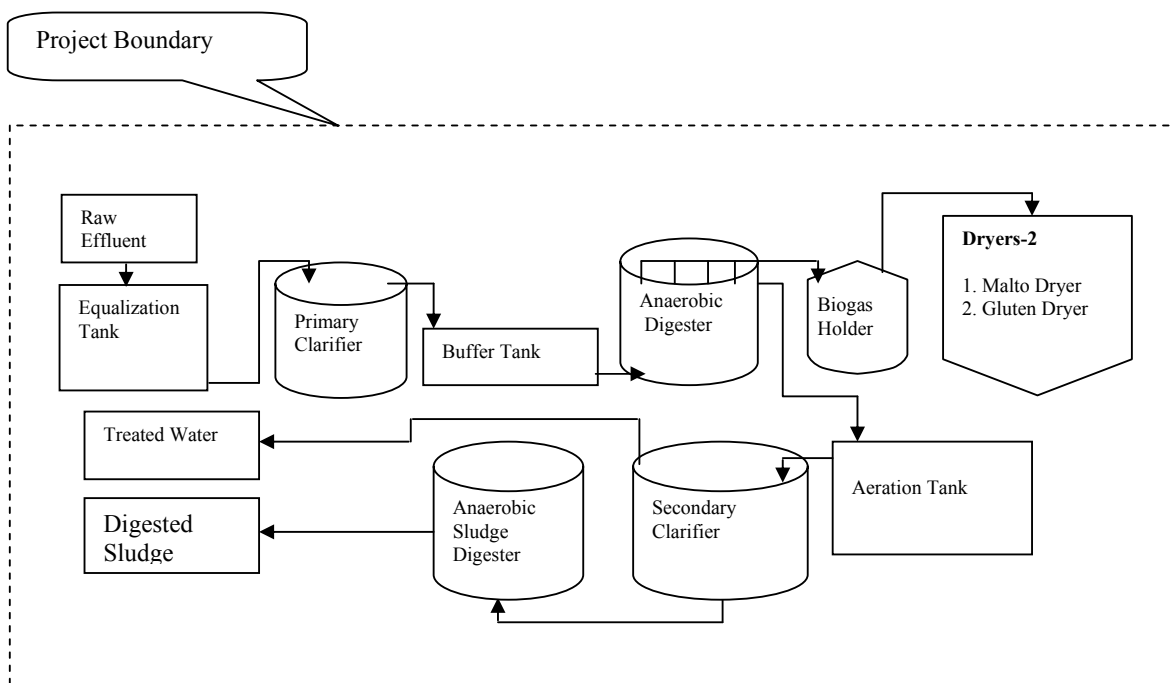 Project Boundary
Raw
Effluent
Equalization
Tank
Primary
Clarifier
Buffer Tank
Anaerobic
Digester
Biogas
Holder
Dryers-2
1. Malto Dryer
2. Gluten Dryer
Treated Water
Digested
Sludge
Anaerobic
Sludge
Digester
Secondary
Clarifier
Aeration Tank